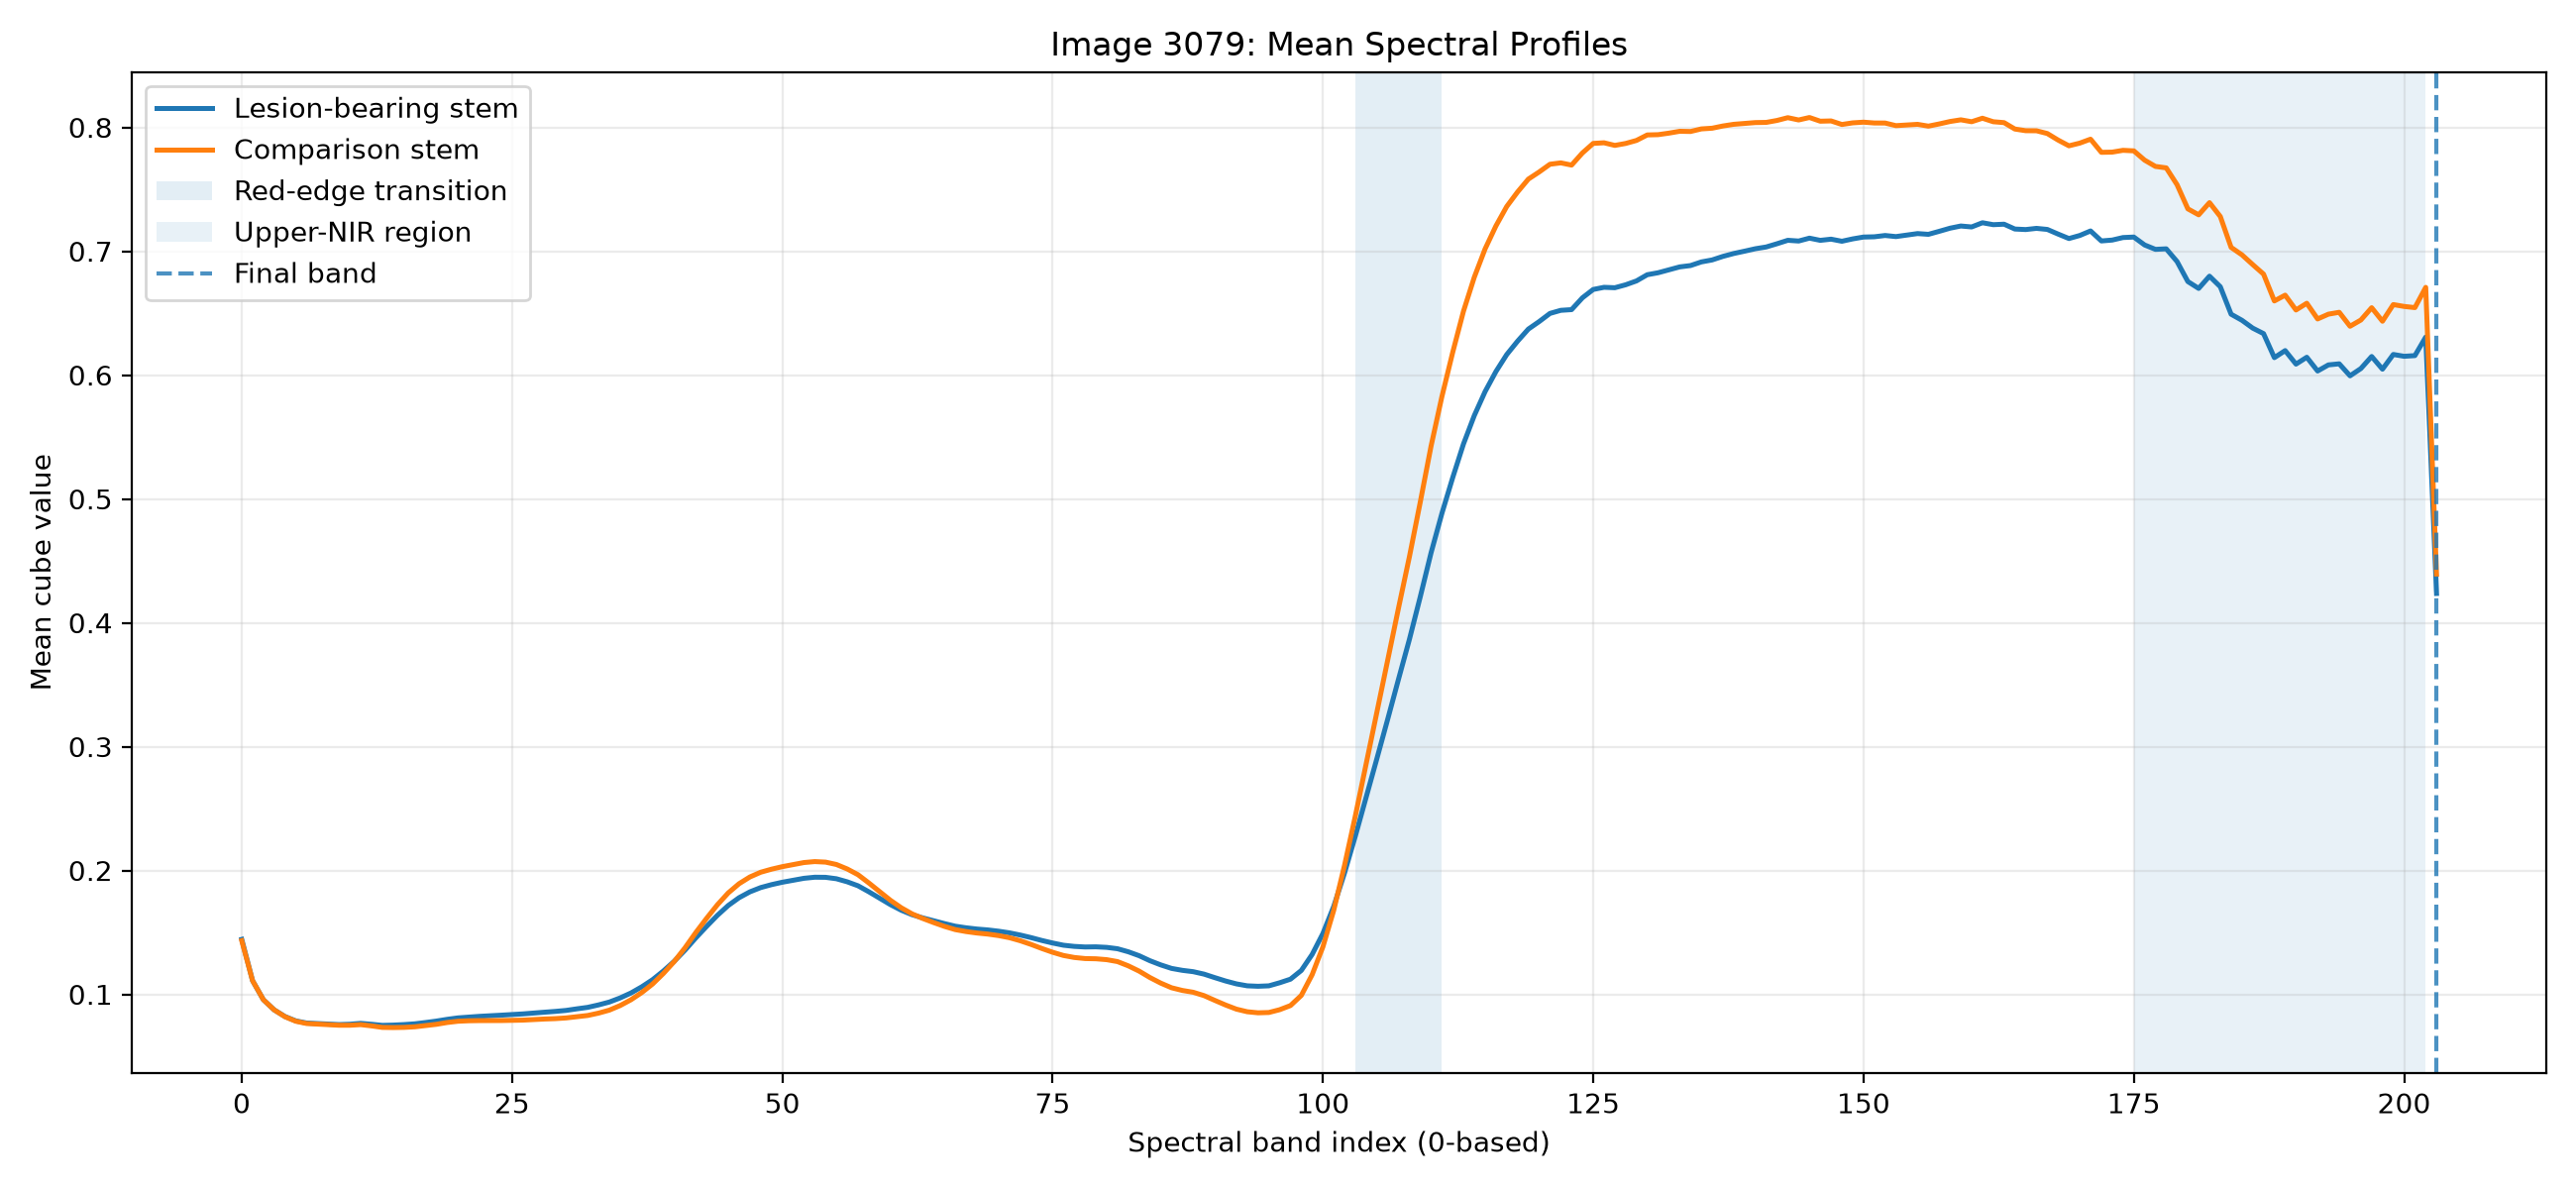 Image 3079: Mean Spectral Profiles
Lesion-bearing stem
Comparison stem
Red-edge transition
Upper-NIR region
Final band
0.8
0.7
0.6
0.5
0.4
0.3
0.2
0.1
Mean cube value
0 25 50 75 100 125 150 175 200
Spectral band index (0-based)